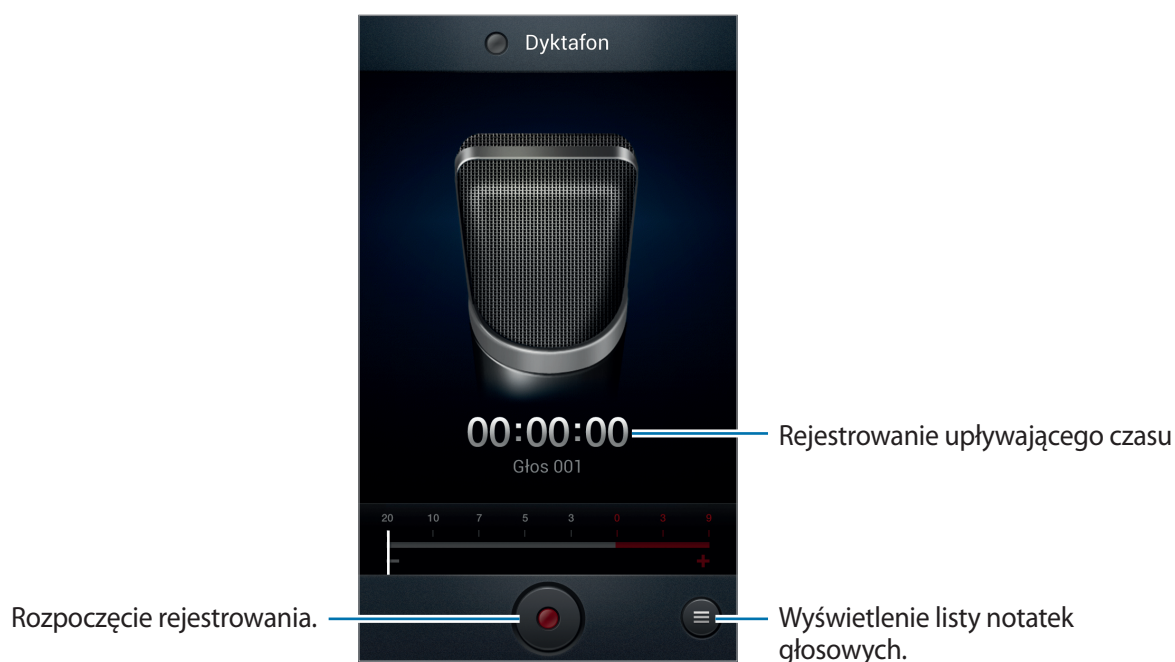 Dyktafon
00:00:00
Rejestrowanie upływającego czasu
Głos 001
20 10 7 5 3 0 3 9
- +
Rozpoczęcie rejestrowania.
Wyświetlenie listy notatek
głosowych.